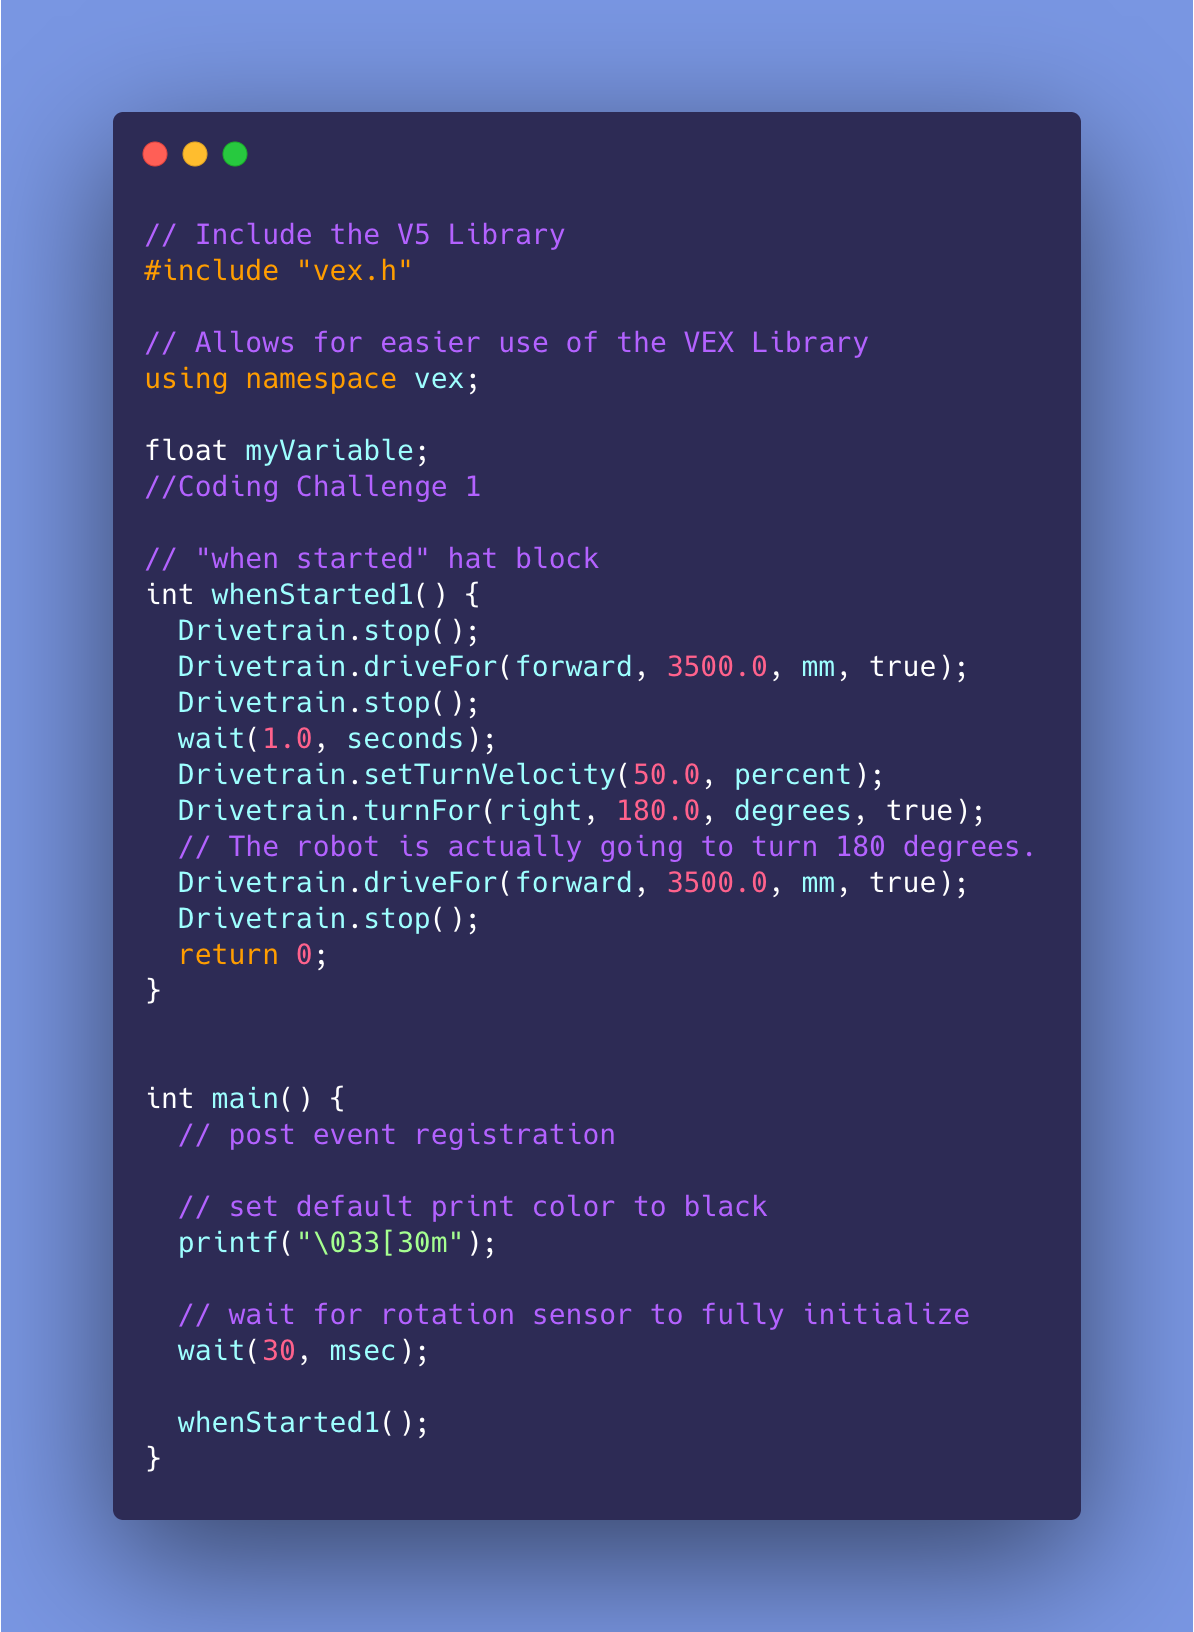 // Include the V5 Library
#include "vex.h"

// Allows for easier use of the VEX Library
using namespace vex;

float myVariable;
//Coding Challenge 1

// "when started" hat block
int whenStarted1() {
  Drivetrain.stop();
  Drivetrain.driveFor(forward, 3500.0, mm, true);
  Drivetrain.stop();
  wait(1.0, seconds);
  Drivetrain.setTurnVelocity(50.0, percent);
  Drivetrain.turnFor(right, 180.0, degrees, true);
  // The robot is actually going to turn 180 degrees.
  Drivetrain.driveFor(forward, 3500.0, mm, true);
  Drivetrain.stop();
  return 0;
}


int main() {
  // post event registration

  // set default print color to black
  printf("\033[30m");

  // wait for rotation sensor to fully initialize
  wait(30, msec);

  whenStarted1();
}